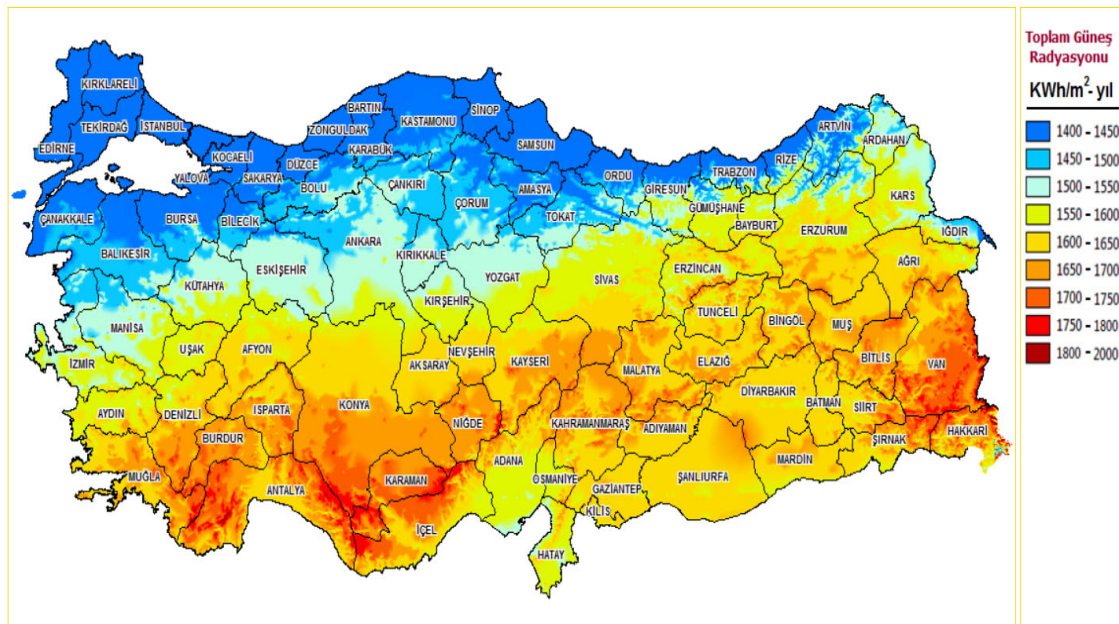 KIRKLARELİ
TEKİRDAĞ
İSTANBUL
EDİRNE
KOCAELİ
YALOVA
SAKARYA
DÜZCE
ZONGULDAK
BARTIN
KARABÜK
KASTAMONU
SİNOP
SAMSUN
ORDU
GİRESUN
TRABZON
RİZE
ARTVİN
ARDAHAN
KARS
IĞDIR
ÇANAKKALE
BURSA
BİLECİK
BOLU
ÇANKIRI
ÇORUM
AMASYA
TOKAT
GÜMÜŞHANE
BAYBURT
ERZURUM
AĞRI
BALIKESİR
KÜTAHYA
ESKİŞEHİR
ANKARA
KIRIKKALE
YOZGAT
SİVAS
ERZİNCAN
KIRŞEHİR
TUNCELİ
BİNGÖL
MUŞ
MANİSA
İZMİR
UŞAK
AFYON
AKSARAY
NEVŞEHİR
KAYSERİ
MALATYA
ELAZIĞ
BİTLİS
VAN
DİYARBAKIR
BATMAN
SİİRT
AYDIN
DENİZLİ
ISPARTA
KONYA
NİĞDE
KAHRAMANMARAŞ
ADIYAMAN
ŞIRNAK
HAKKARİ
BURDUR
MUĞLA
ANTALYA
KARAMAN
ADANA
OSMANİYE
GAZİANTEP
ŞANLIURFA
MARDİN
KİLİS
İÇEL
HATAY
Toplam Güneş
Radyasyonu
KWh/m²- yıl
1400 - 1450
1450 - 1500
1500 - 1550
1550 - 1600
1600 - 1650
1650 - 1700
1700 - 1750
1750 - 1800
1800 - 2000